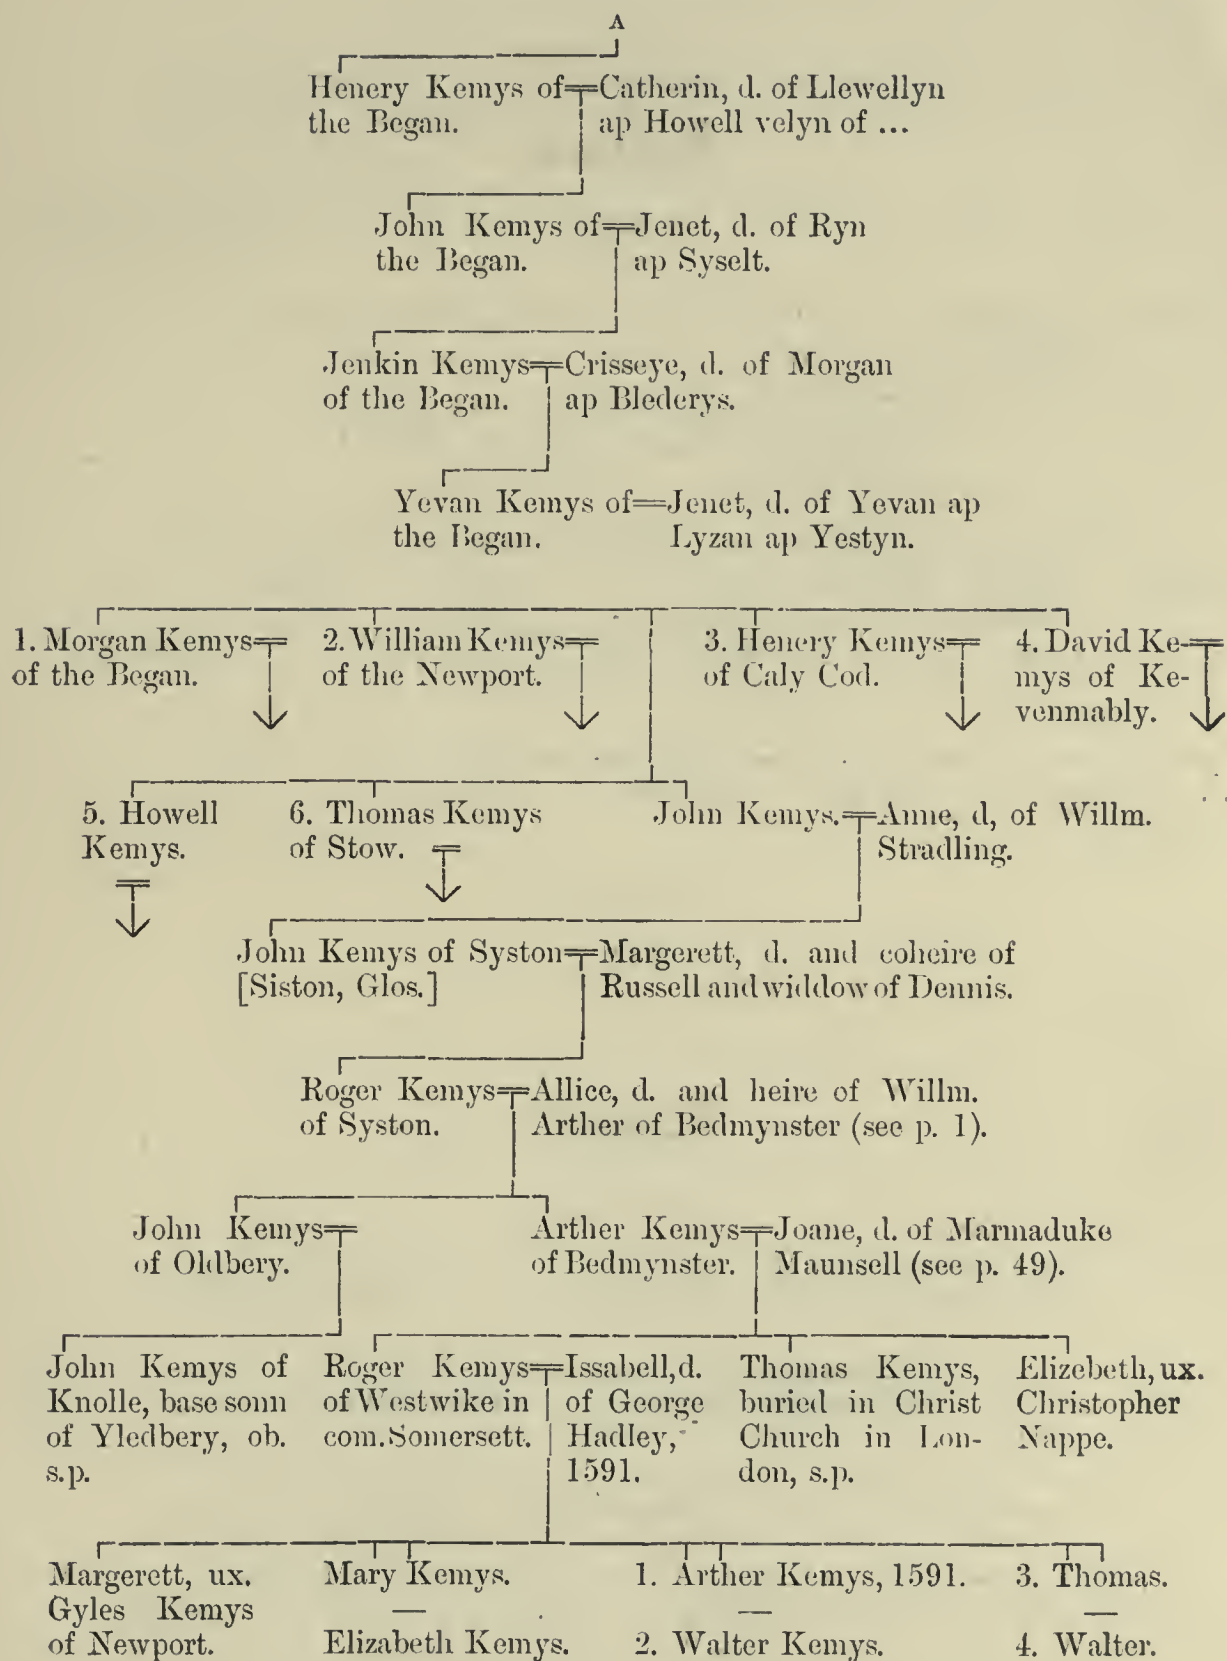 A
Henery Kemys of Catherin, d. of Llewellyn
the Began. ap Howell velyn of ...
John Kemys of Jenet, d. of Ryn
the Began. ap Syselt.
Jenkin Kemys Crisseye, d. of Morgan
of the Began. ap Blederys.
Yevan Kemys of Jenet, d. of Yevan ap
the Began. Lyzan ap Yestyn.
1. Morgan Kemys
of the Began.
2. William Kemys
of the Newport.
3. Henery Kemys
of Caly Cod.
4. David Ke-
mys of Ke-
venmably.
5. Howell
Kemys.
6. Thomas Kemys
of Stow.
John Kemys. Anne, d, of Willm.
Stradling.
John Kemys of Syston Margerett, d. and coheire of
[Siston, Glos.] Russell and widdow of Dennis.
Roger Kemys Allice, d. and heire of Willm.
of Syston. Arther of Bedmynster (see p. 1).
John Kemys
of Oldbery.
Arther Kemys Joane, d. of Marmaduke
of Bedmynster. Maunsell (see p. 49).
John Kemys of
Knolle, base sonn
of Yledbery, ob.
s.p.
Roger Kemys
of Westwike in
com. Somersett.
Issabell, d.
of George
Hadley,
1591.
Thomas Kemys,
buried in Christ
Church in Lon-
don, s.p.
Elizebeth, ux.
Christopher
Nappe.
Margerett, ux.
Gyles Kemys
of Newport.
Mary Kemys.
—
Elizabeth Kemys.
1. Arther Kemys, 1591.
—
2. Walter Kemys.
3. Thomas.
—
4. Walter.